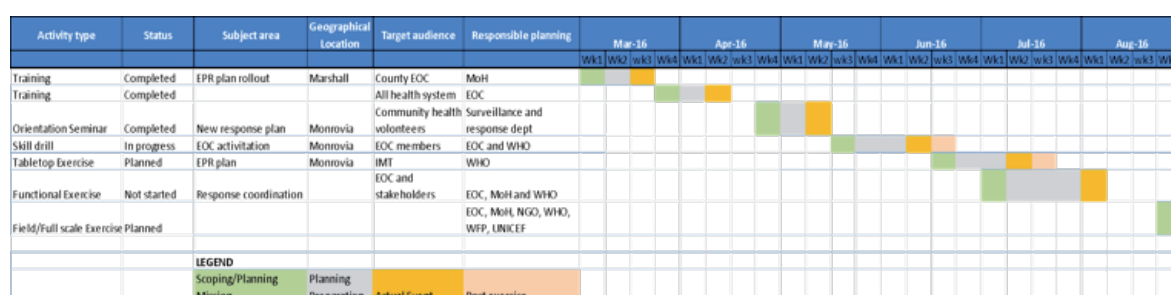 Activity type Status Subject area Geographical Location Target audience Responsible planning Mar-16 Apr-16 May-16 Jun-16 Jul-16 Aug-16
Wk1 Wk2 wk3 Wk4 Wk1 Wk2 wk3 Wk4 Wk1 Wk2 wk3 Wk4 Wk1 Wk2 wk3 Wk4 Wk1 Wk2 wk3 Wk4 Wk1 Wk2 wk3
Training Completed EPR plan rollout Marshall County EOC MoH
Training Completed All health system EOC
Orientation Seminar Completed New response plan Monrovia Community health volunteers Surveillance and response dept
Skill drill In progress EOC activitation Monrovia EOC members EOC and WHO
Tabletop Exercise Planned EPR plan Monrovia IMT WHO
Functional Exercise Not started Response coordination EOC and stakeholders EOC, MoH and WHO
Field/Full scale Exercise Planned EOC, MoH, NGO, WHO, WFP, UNICEF
LEGEND
Scoping/Planning Planning